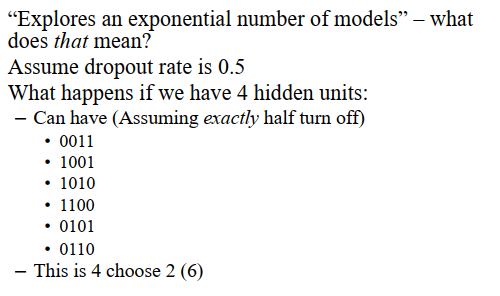 “Explores an exponential number of models” – what
does that mean?
Assume dropout rate is 0.5
What happens if we have 4 hidden units:
– Can have (Assuming exactly half turn off)
• 0011
• 1001
• 1010
• 1100
• 0101
• 0110
– This is 4 choose 2 (6)